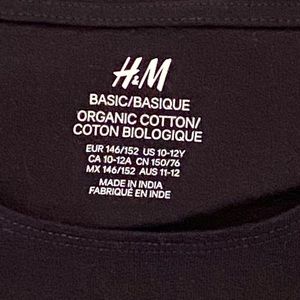 H&M
BASIC/BASIQUE
ORGANIC COTTON/
COTON BIOLOGIQUE
EUR 146/152 US 10-12Y
CA 10-12A CN 150/76
MX 146/152 AUS 11-12
MADE IN INDIA
FABRIQUÉ EN INDE